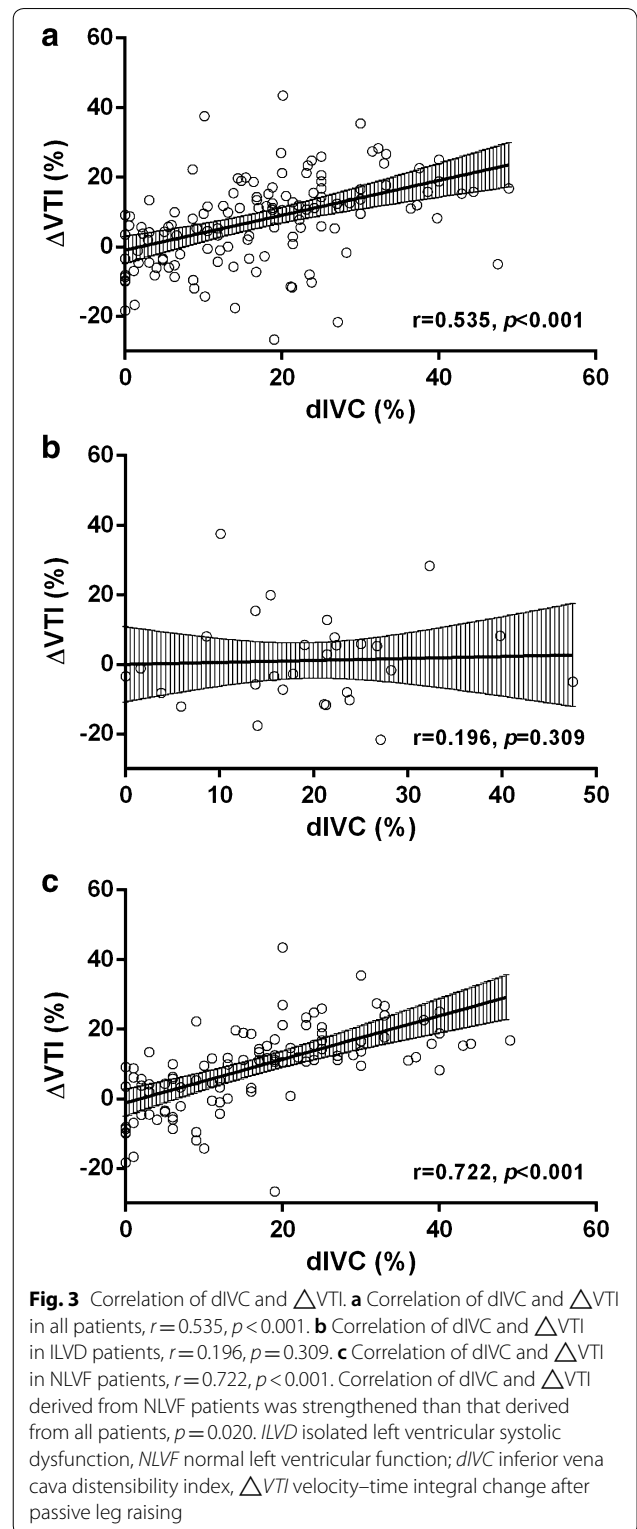 a
60
40
20
0
-20
ΔVTI (%)
r=0.535, p<0.001
0 20 40 60
dIVC (%)
b
60
40
20
0
-20
ΔVTI (%)
r=0.196, p=0.309
0 10 20 30 40 50
dIVC (%)
c
60
40
20
0
-20
ΔVTI (%)
r=0.722, p<0.001
0 20 40 60
dIVC (%)
Fig. 3 Correlation of dIVC and △VTI. a Correlation of dIVC and △VTI
in all patients, r = 0.535, p < 0.001. b Correlation of dIVC and △VTI
in ILVD patients, r = 0.196, p = 0.309. c Correlation of dIVC and △VTI
in NLVF patients, r = 0.722, p < 0.001. Correlation of dIVC and △VTI
derived from NLVF patients was strengthened than that derived
from all patients, p = 0.020. ILVD isolated left ventricular systolic
dysfunction, NLVF normal left ventricular function; dIVC inferior vena
cava distensibility index, △VTI velocity–time integral change after
passive leg raising